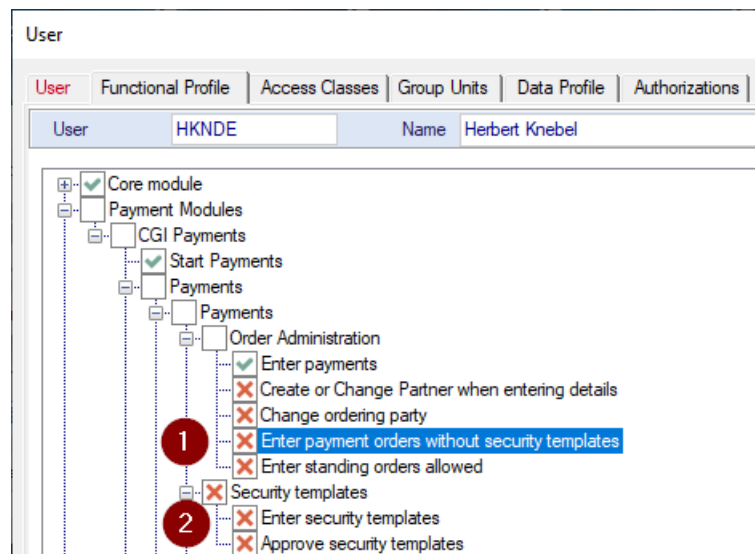 User
User Functional Profile Access Classes Group Units Data Profile Authorizations
User HKNDE Name Herbert Knebel
Core module
Payment Modules
CGI Payments
Start Payments
Payments
Payments
Order Administration
Enter payments
Create or Change Partner when entering details
Change ordering party
1 Enter payment orders without security templates
Enter standing orders allowed
Security templates
2 Enter security templates
Approve security templates